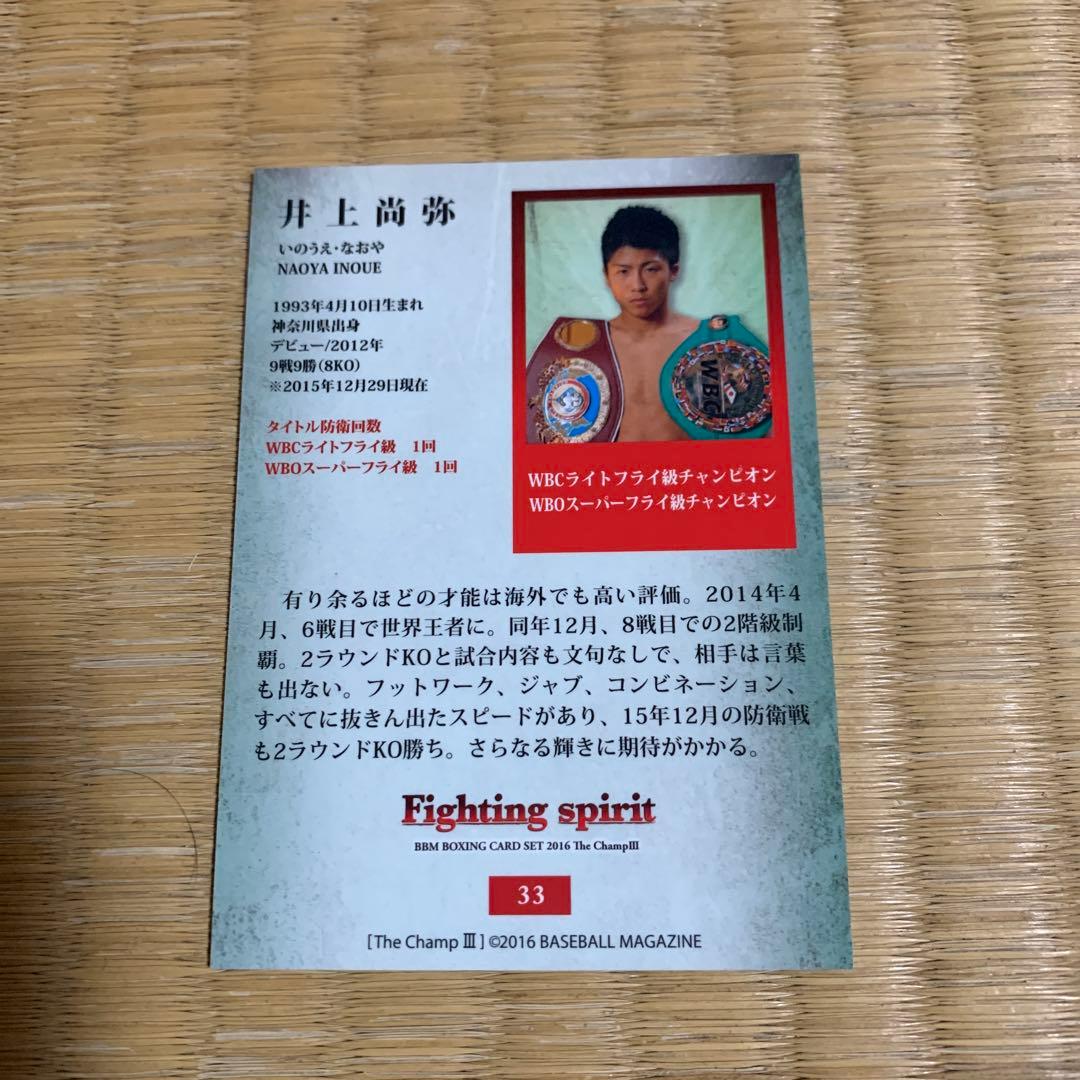 井上尚弥
いのうえ・なおや
NAOYA INOUE
1993年4月10日生まれ
神奈川県出身
デビュー/2012年
9戦9勝(8KO)
※2015年12月29日現在
タイトル防衛回数
WBCライトフライ級　1回
WBOスーパーフライ級　1回
WBC
WBCライトフライ級チャンピオン
WBOスーパーフライ級チャンピオン
有り余るほどの才能は海外でも高い評価。2014年4
月、6戦目で世界王者に。同年12月、8戦目での2階級制
覇。2ラウンドKOと試合内容も文句なしで、相手は言葉
も出ない。フットワーク、ジャブ、コンビネーション、
すべてに抜きん出たスピードがあり、15年12月の防衛戦
も2ラウンドKO勝ち。さらなる輝きに期待がかかる。
Fighting spirit
BBM BOXING CARD SET 2016 The ChampⅢ
33
[The Champ Ⅲ] ©2016 BASEBALL MAGAZINE